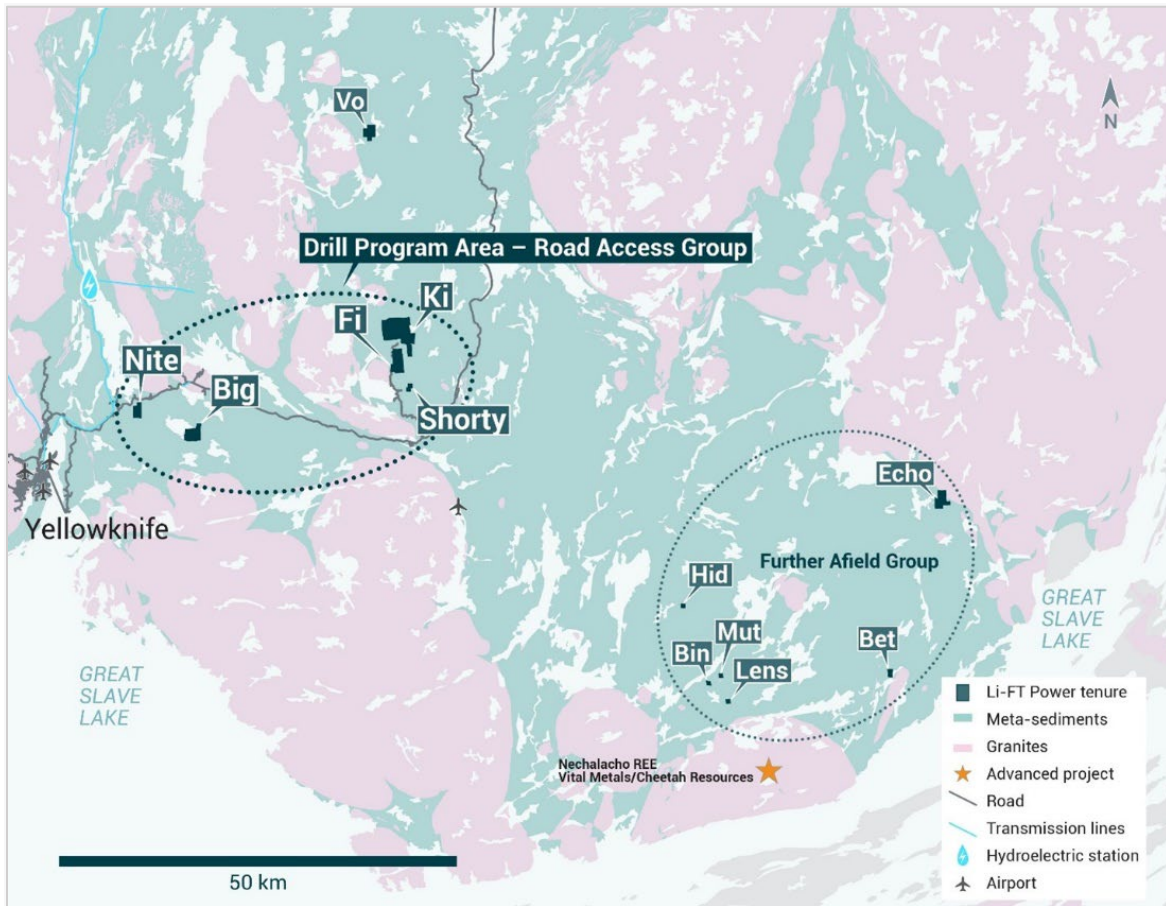 Vo
N
Drill Program Area – Road Access Group
Ki
Fi
Nite
Big
Shorty
Yellowknife
Echo
Further Afield Group
Hid
Mut
Bin
Bet
Lens
GREAT
SLAVE
LAKE
GREAT
SLAVE
LAKE
Nechalacho REE
Vital Metals/Cheetah Resources
50 km
Li-FT Power tenure
Meta-sediments
Granites
Advanced project
Road
Transmission lines
Hydroelectric station
Airport